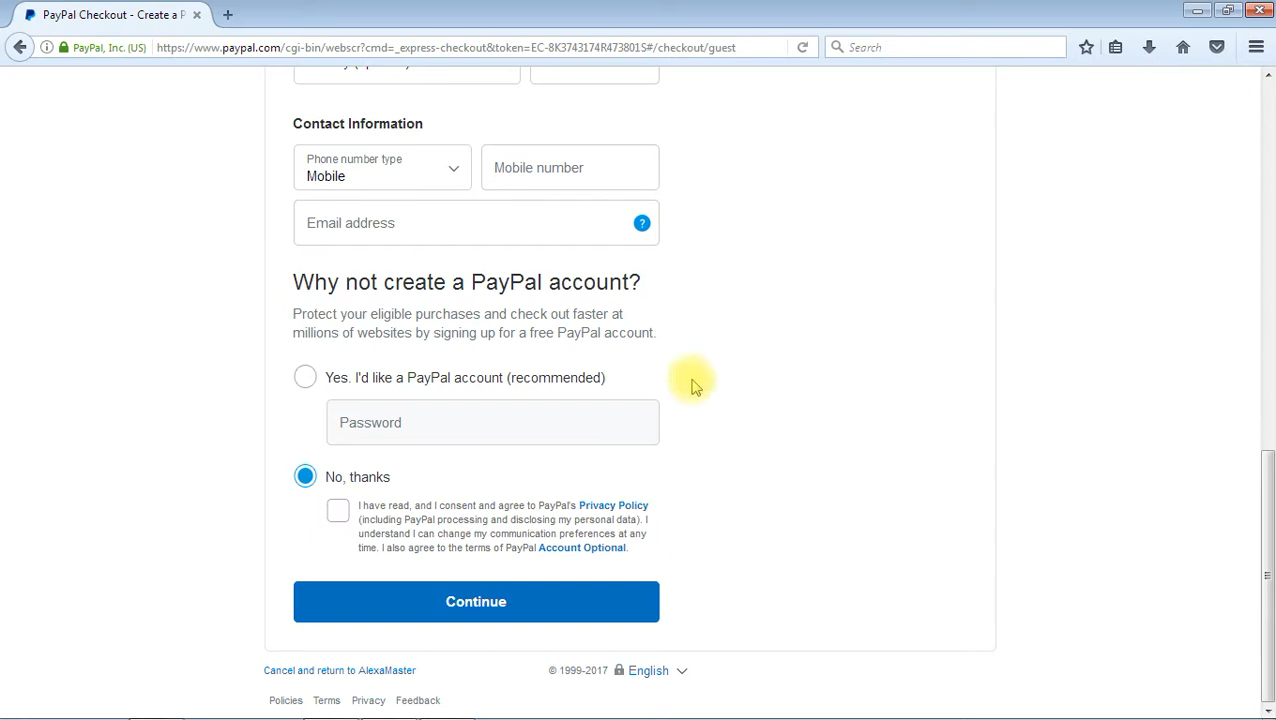 PayPal Checkout - Create a P
PayPal, Inc. (US)
https://www.paypal.com/cgi-bin/webscr?cmd=_express-checkout&token=EC-8K3743174R473801S#/checkout/guest
Search
Contact Information
Phone number type
Mobile
Mobile number
Email address
?
Why not create a PayPal account?
Protect your eligible purchases and check out faster at
millions of websites by signing up for a free PayPal account.
Yes. I'd like a PayPal account (recommended)
Password
No, thanks
I have read, and I consent and agree to PayPal's Privacy Policy
(including PayPal processing and disclosing my personal data). I
understand I can change my communication preferences at any
time. I also agree to the terms of PayPal Account Optional.
Continue
Cancel and return to AlexaMaster
© 1999-2017
English
Policies
Terms
Privacy
Feedback